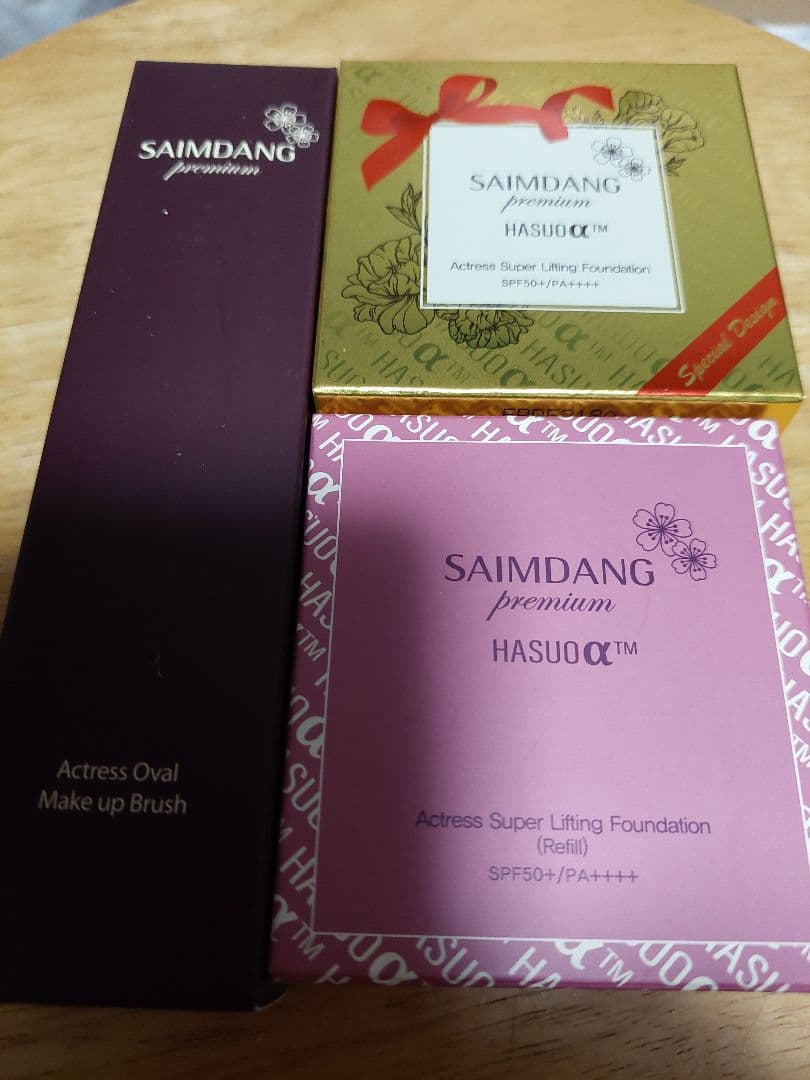 SAIMDANG
premium
Actress Oval
Make up Brush
SAIMDANG
premium
HASUOα™
Actress Super Lifting Foundation
SPF50+/PA++++
Special Design
SAIMDANG
premium
HASUOα™
Actress Super Lifting Foundation
(Refill)
SPF50+/PA++++